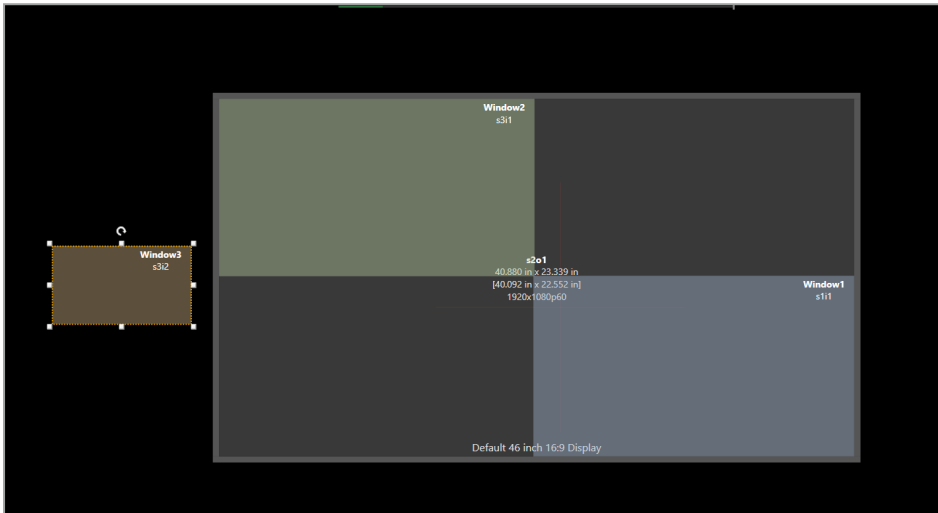 Window2
s3i1
Window3
s3i2
s2o1
40.880 in x 23.339 in
[40.092 in x 22.552 in]
1920x1080p60
Window1
s1i1
Default 46 inch 16:9 Display